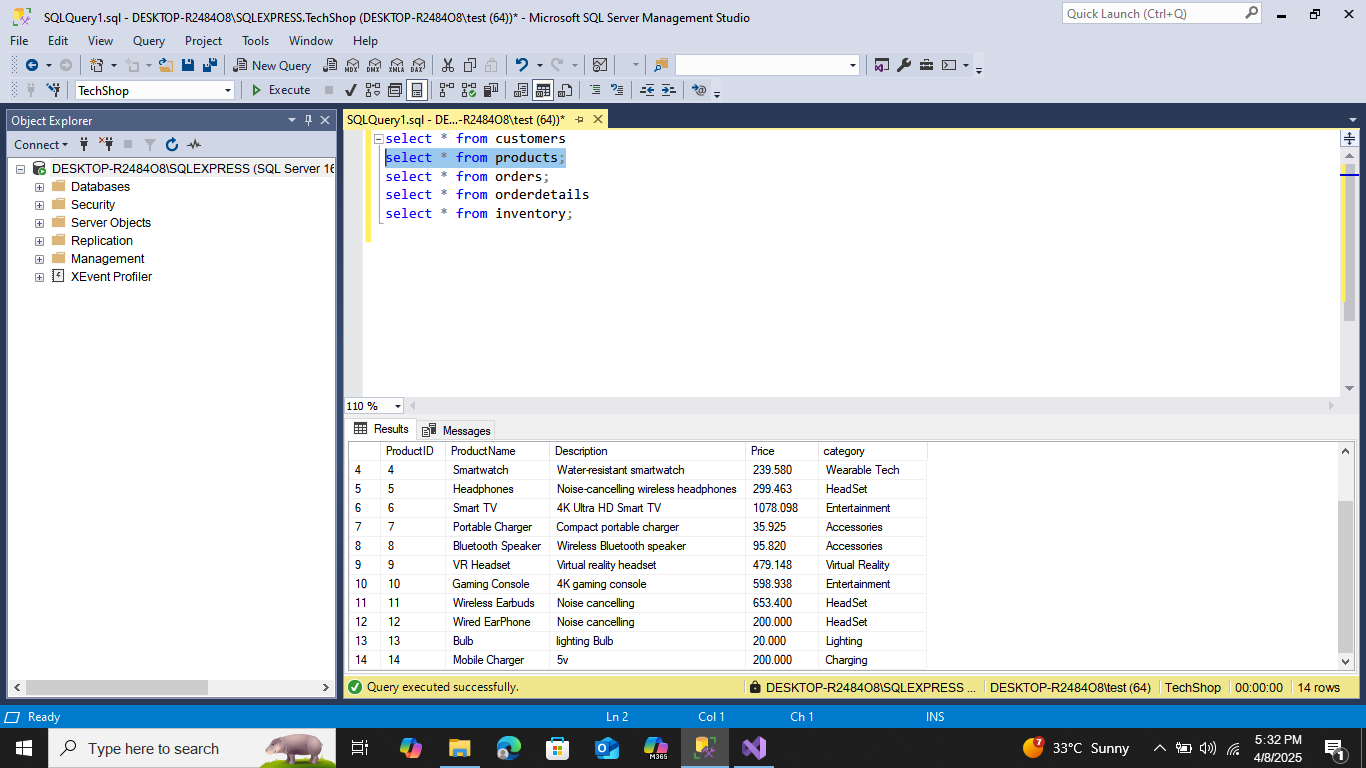 SQLQuery1.sql - DESKTOP-R2484O8\SQLEXPRESS.TechShop (DESKTOP-R2484O8\test (64))* - Microsoft SQL Server Management Studio
Quick Launch (Ctrl+Q)
File Edit View Query Project Tools Window Help
New Query MDX DMX XMLA DAX
TechShop Execute
Object Explorer
SQLQuery1.sql - DE...-R2484O8\test (64))*
Connect
DESKTOP-R2484O8\SQLEXPRESS (SQL Server 16
Databases
Security
Server Objects
Replication
Management
XEvent Profiler
select * from customers
select * from products;
select * from orders;
select * from orderdetails
select * from inventory;
110 %
Results Messages
ProductID ProductName Description Price category
4 4 Smartwatch Water-resistant smartwatch 239.580 Wearable Tech
5 5 Headphones Noise-cancelling wireless headphones 299.463 HeadSet
6 6 Smart TV 4K Ultra HD Smart TV 1078.098 Entertainment
7 7 Portable Charger Compact portable charger 35.925 Accessories
8 8 Bluetooth Speaker Wireless Bluetooth speaker 95.820 Accessories
9 9 VR Headset Virtual reality headset 479.148 Virtual Reality
10 10 Gaming Console 4K gaming console 598.938 Entertainment
11 11 Wireless Earbuds Noise cancelling 653.400 HeadSet
12 12 Wired EarPhone Noise cancelling 200.000 HeadSet
13 13 Bulb lighting Bulb 20.000 Lighting
14 14 Mobile Charger 5v 200.000 Charging
Query executed successfully. DESKTOP-R2484O8\SQLEXPRESS ... DESKTOP-R2484O8\test (64) TechShop 00:00:00 14 rows
Ready Ln 2 Col 1 Ch 1 INS
Type here to search
M365
7
33°C Sunny
5:32 PM
4/8/2025
1